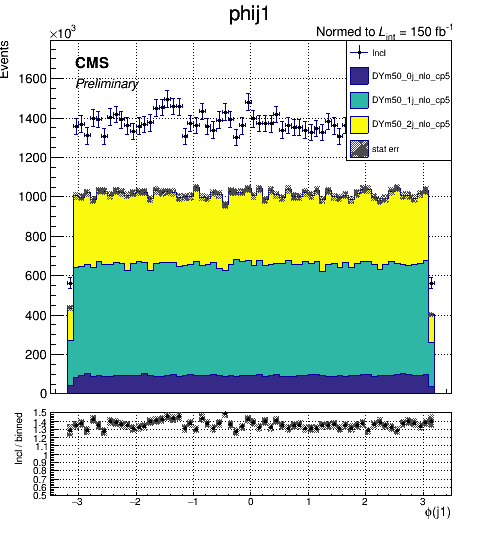 phij1
Normed to L_int = 150 fb⁻¹
×10³
Events
CMS
Preliminary
Incl
DYm50_0j_nlo_cp5
DYm50_1j_nlo_cp5
DYm50_2j_nlo_cp5
stat err
1600
1400
1200
1000
800
600
400
200
0
Incl / binned
1.5
1.4
1.3
1.2
1.1
1
0.9
0.8
0.7
0.6
0.5
−3 −2 −1 0 1 2 3
ϕ(j1)